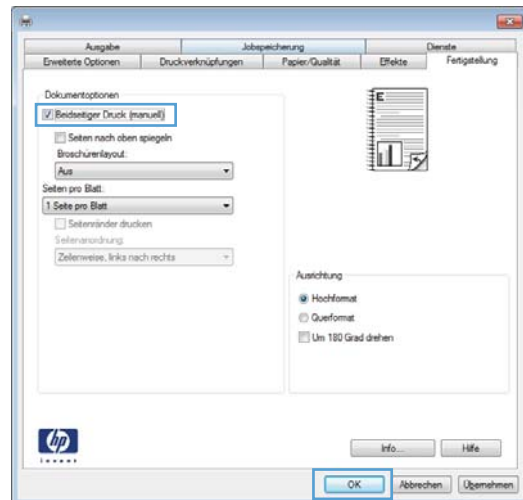 Ausgabe
Jobspeicherung
Dienste
Erweiterte Optionen
Druckverknüpfungen
Papier/Qualität
Effekte
Fertigstellung
Dokumentoptionen
Beidseitiger Druck (manuell)
Seiten nach oben spiegeln
Broschürenlayout:
Aus
Seiten pro Blatt:
1 Seite pro Blatt
Seitenränder drucken
Seitenanordnung:
Zeilenweise, links nach rechts
E
Ausrichtung
Hochformat
Querformat
Um 180 Grad drehen
hp
invent
Info...
Hilfe
OK
Abbrechen
Übernehmen